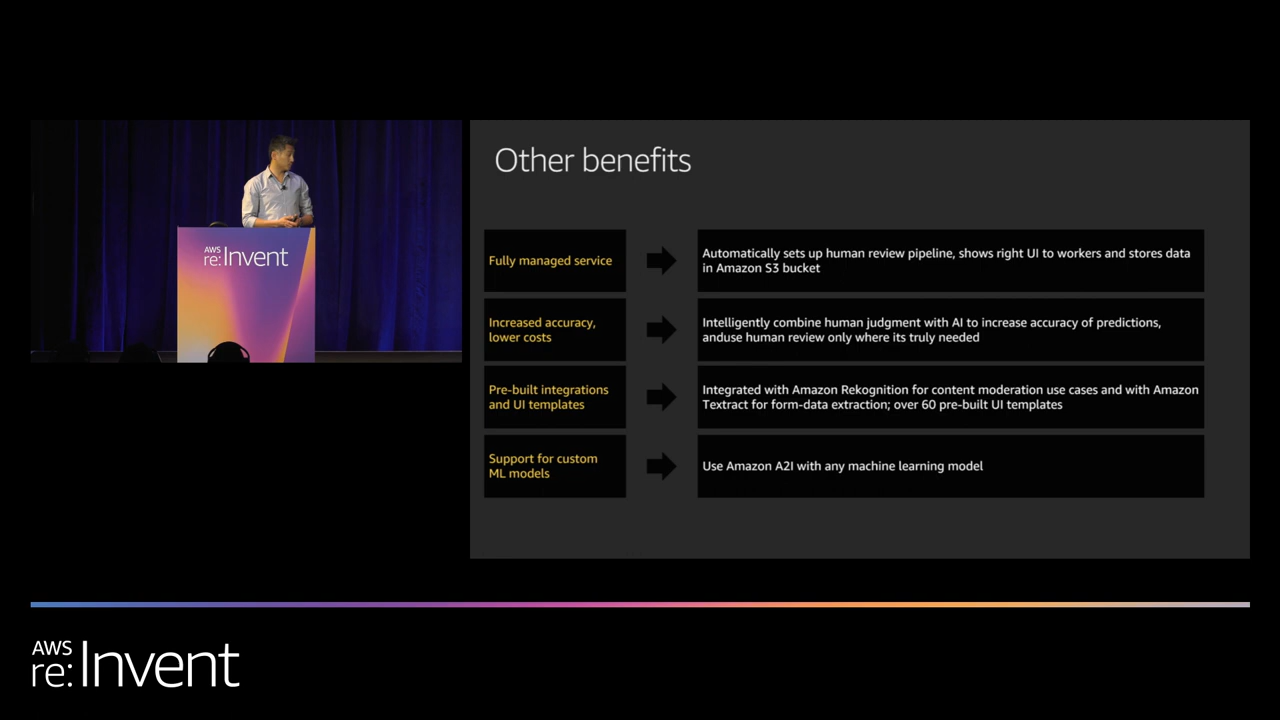 AWS
re:Invent
Other benefits
Fully managed service
Automatically sets up human review pipeline, shows right UI to workers and stores data
in Amazon S3 bucket
Increased accuracy,
lower costs
Intelligently combine human judgment with AI to increase accuracy of predictions,
anduse human review only where its truly needed
Pre-built integrations
and UI templates
Integrated with Amazon Rekognition for content moderation use cases and with Amazon
Textract for form-data extraction; over 60 pre-built UI templates
Support for custom
ML models
Use Amazon A2I with any machine learning model
AWS
re:Invent